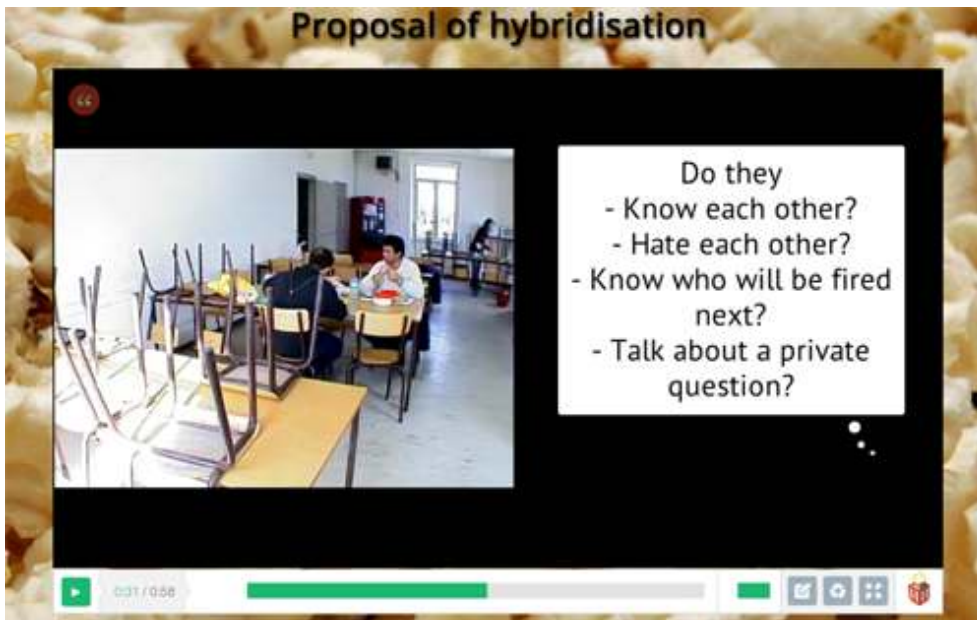 Proposal of hybridisation
Do they
- Know each other?
- Hate each other?
- Know who will be fired
next?
- Talk about a private
question?
0:31 / 0:58